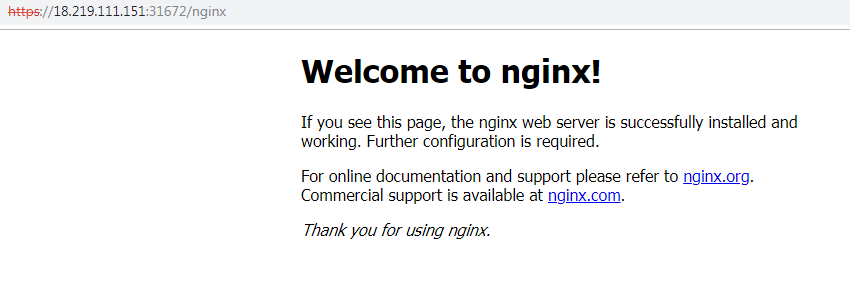 https://18.219.111.151:31672/nginx
Welcome to nginx!
If you see this page, the nginx web server is successfully installed and
working. Further configuration is required.
For online documentation and support please refer to nginx.org.
Commercial support is available at nginx.com.
Thank you for using nginx.